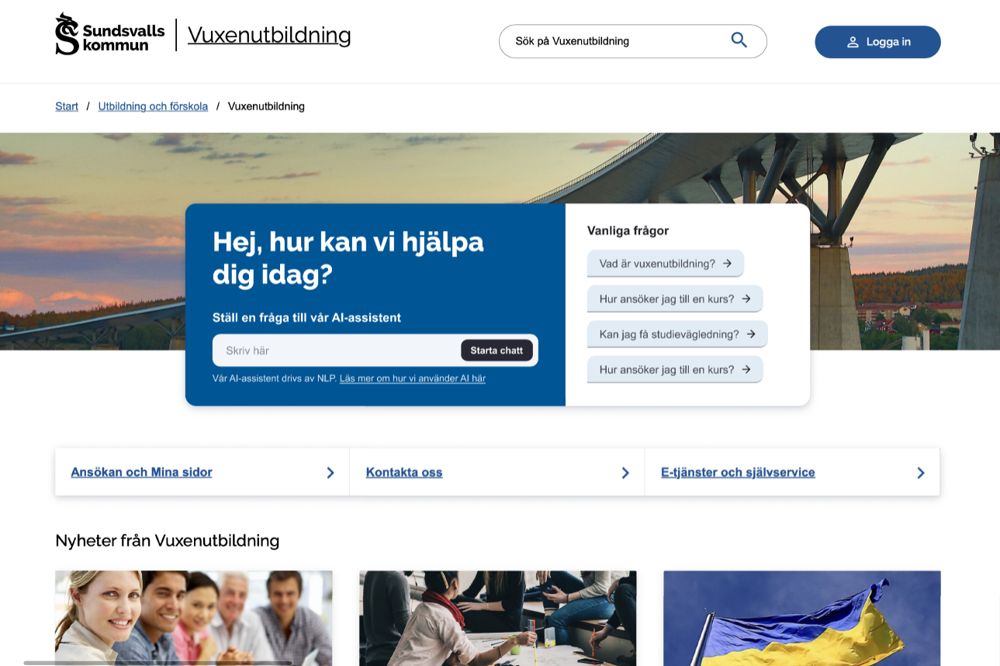 Sundsvalls
kommun
Vuxenutbildning
Sök på Vuxenutbildning
Logga in
Start / Utbildning och förskola / Vuxenutbildning
Hej, hur kan vi hjälpa
dig idag?
Ställ en fråga till vår AI-assistent
Skriv här
Starta chatt
Vår AI-assistent drivs av NLP. Läs mer om hur vi använder AI här
Vanliga frågor
Vad är vuxenutbildning?
Hur ansöker jag till en kurs?
Kan jag få studievägledning?
Hur ansöker jag till en kurs?
Ansökan och Mina sidor
Kontakta oss
E-tjänster och självservice
Nyheter från Vuxenutbildning